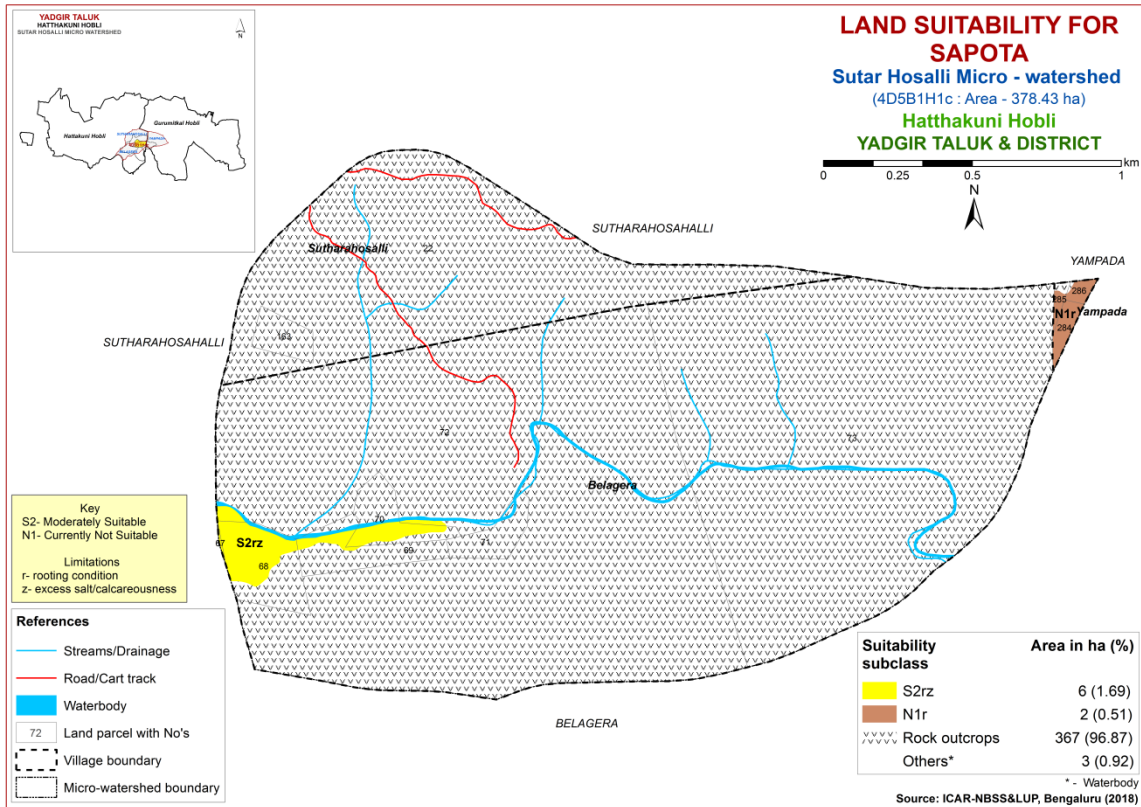 YADGIR TALUK
HATTHAKUNI HOBLI
SUTAR HOSALLI MICRO WATERSHED
N
Hattakuni Hobli
Gurumitkal Hobli
LAND SUITABILITY FOR
SAPOTA
Sutar Hosalli Micro - watershed
(4D5B1H1c : Area - 378.43 ha)
Hatthakuni Hobli
YADGIR TALUK & DISTRICT
km
0 0.25 0.5 1
N
SUTHARAHOSAHALLI
Sutharahosalli
22
YAMPADA
286
285
N1r
Yampada
284
SUTHARAHOSAHALLI
163
72
73
Belagera
70
67
S2rz
69
71
68
BELAGERA
Key
S2- Moderately Suitable
N1- Currently Not Suitable
Limitations
r- rooting condition
z- excess salt/calcareousness
References
Streams/Drainage
Road/Cart track
Waterbody
72 Land parcel with No's
Village boundary
Micro-watershed boundary
Suitability subclass Area in ha (%)
S2rz 6 (1.69)
N1r 2 (0.51)
Rock outcrops 367 (96.87)
Others* 3 (0.92)
* - Waterbody
Source: ICAR-NBSS&LUP, Bengaluru (2018)